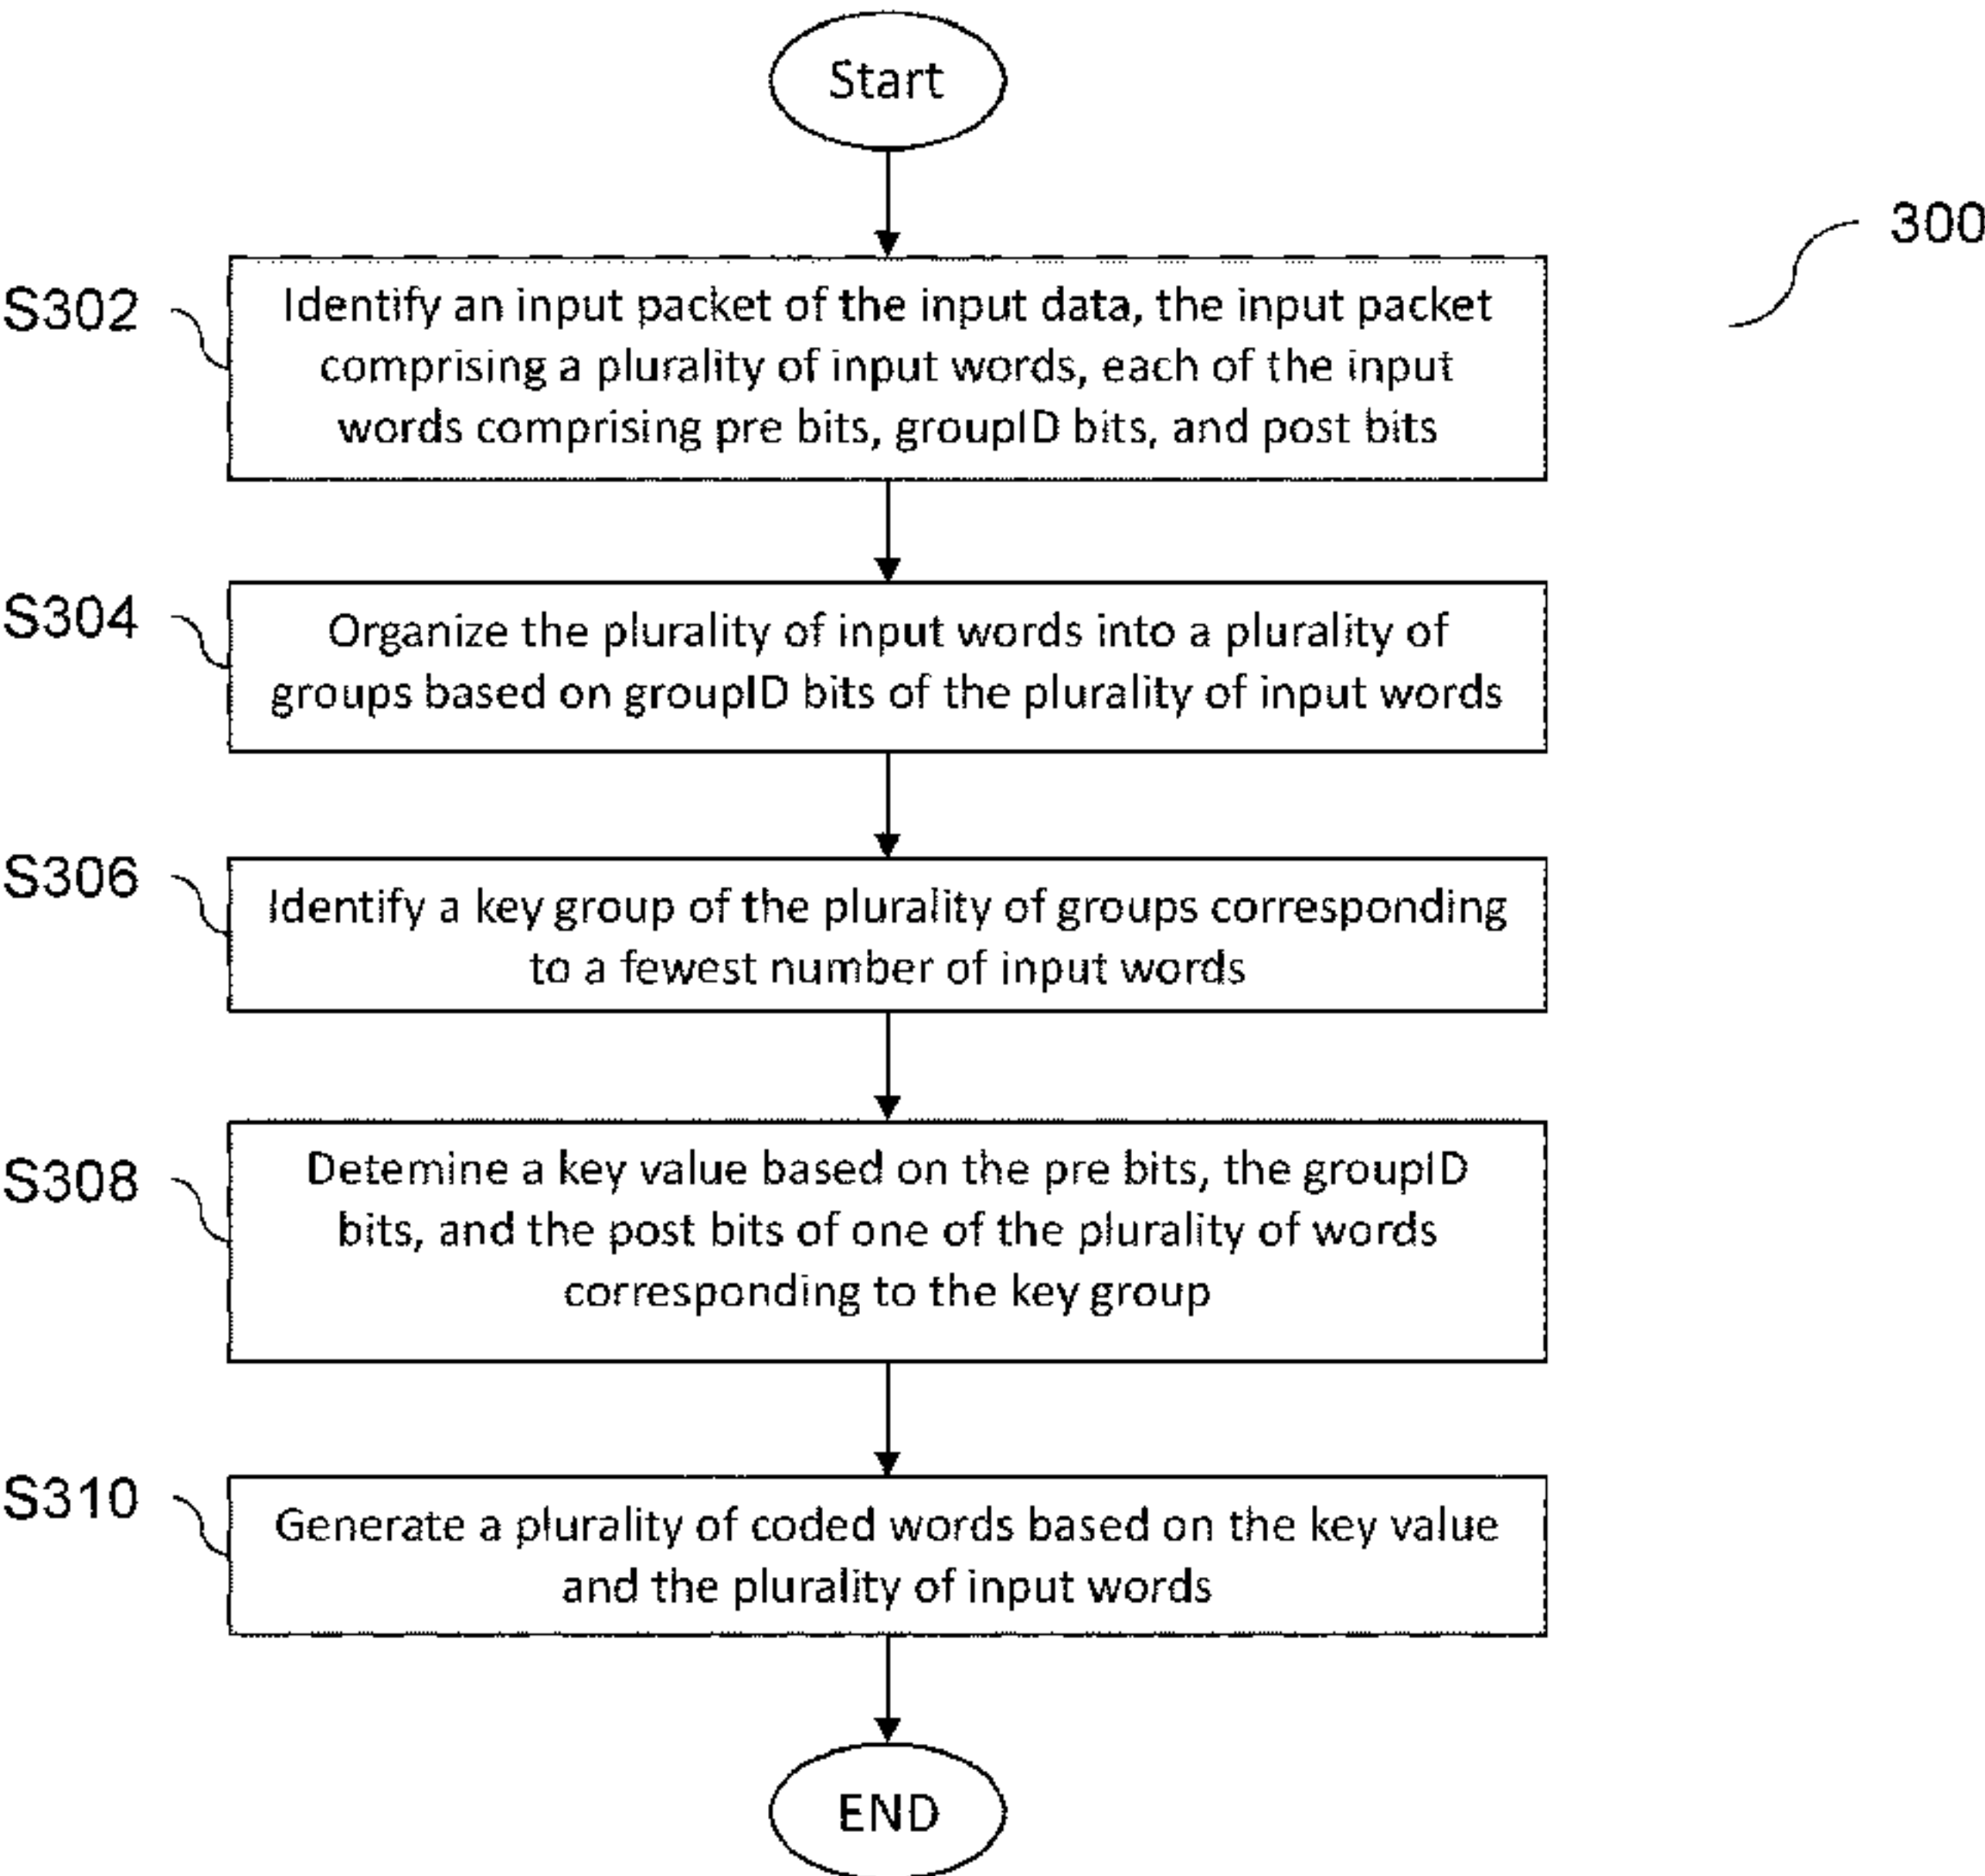 Start
300
S302
Identify an input packet of the input data, the input packet
comprising a plurality of input words, each of the input
words comprising pre bits, groupID bits, and post bits
S304
Organize the plurality of input words into a plurality of
groups based on groupID bits of the plurality of input words
S306
Identify a key group of the plurality of groups corresponding
to a fewest number of input words
S308
Detemine a key value based on the pre bits, the groupID
bits, and the post bits of one of the plurality of words
corresponding to the key group
S310
Generate a plurality of coded words based on the key value
and the plurality of input words
END